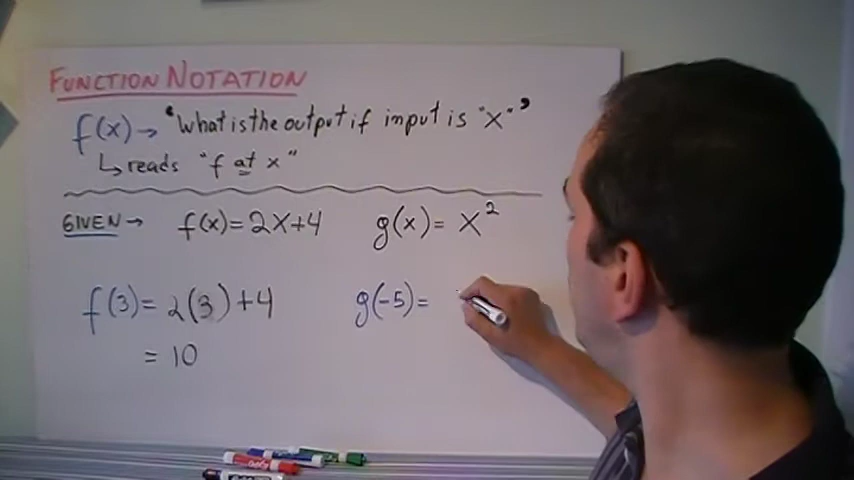 FUNCTION NOTATION
f(x) → "What is the output if input is "x""
↳ reads "f at x"
GIVEN → f(x) = 2x+4 g(x) = x²
f(3) = 2(3) + 4 g(-5) =
= 10